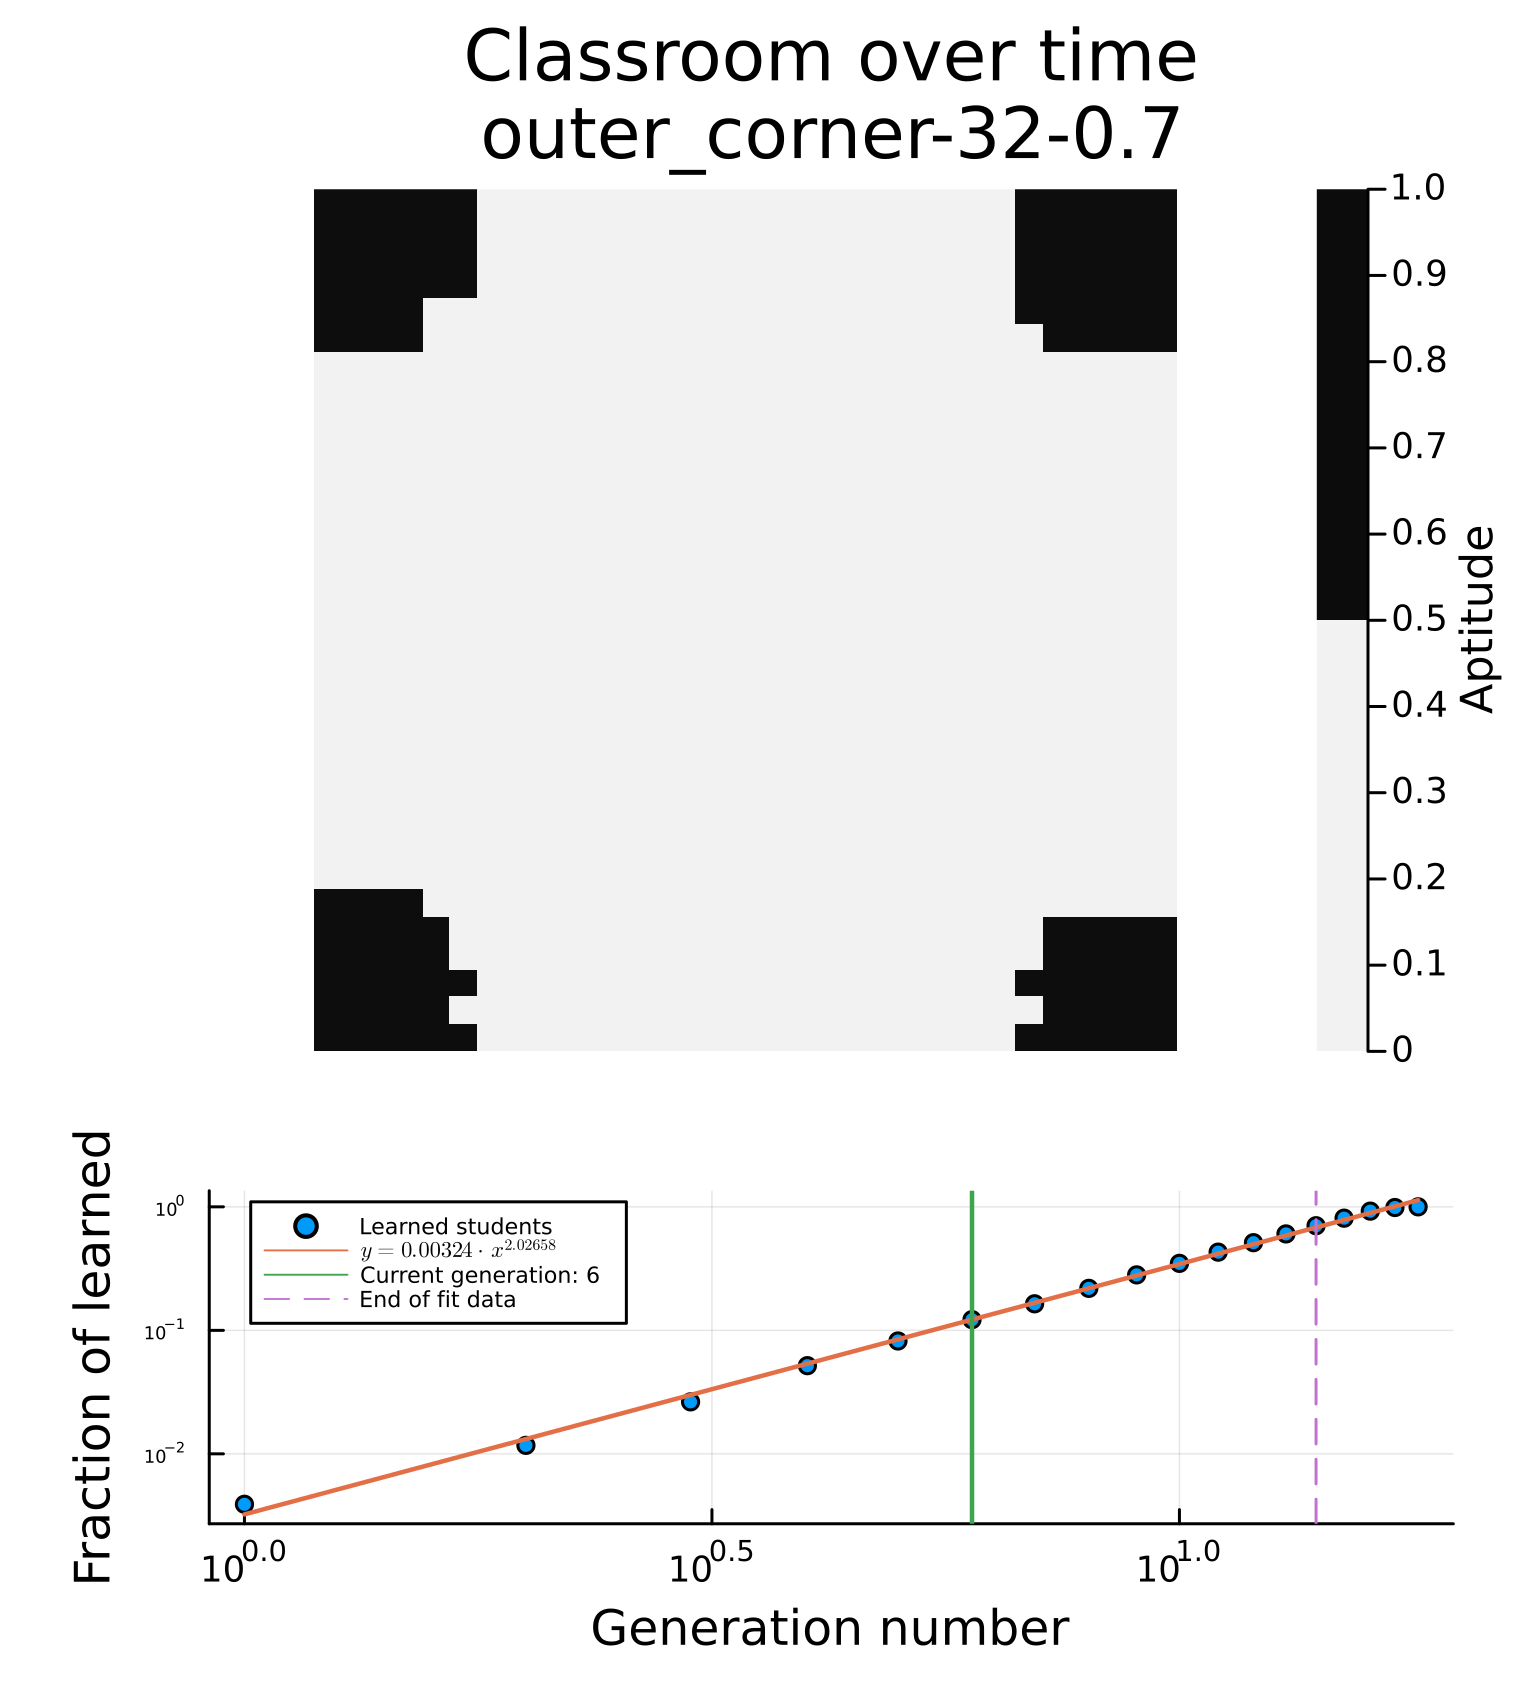 Classroom over time
outer_corner-32-0.7
1.0
0.9
0.8
0.7
0.6
0.5
0.4
0.3
0.2
0.1
0
Aptitude
Fraction of learned
10⁰
10⁻¹
10⁻²
Learned students
y = 0.00324 · x^2.02658
Current generation: 6
End of fit data
10^0.0
10^0.5
10^1.0
Generation number